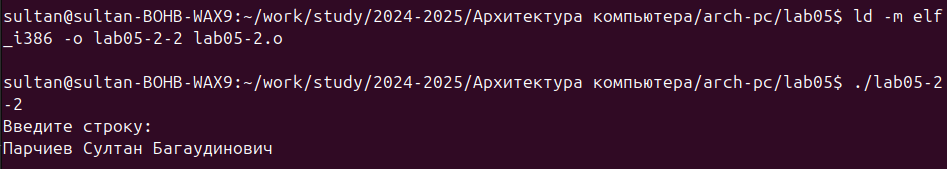 sultan@sultan-BOHB-WAX9:~/work/study/2024-2025/Архитектура компьютера/arch-pc/lab05$ ld -m elf
_i386 -o lab05-2-2 lab05-2.o
sultan@sultan-BOHB-WAX9:~/work/study/2024-2025/Архитектура компьютера/arch-pc/lab05$ ./lab05-2
-2
Введите строку:
Парчиев Султан Багаудинович